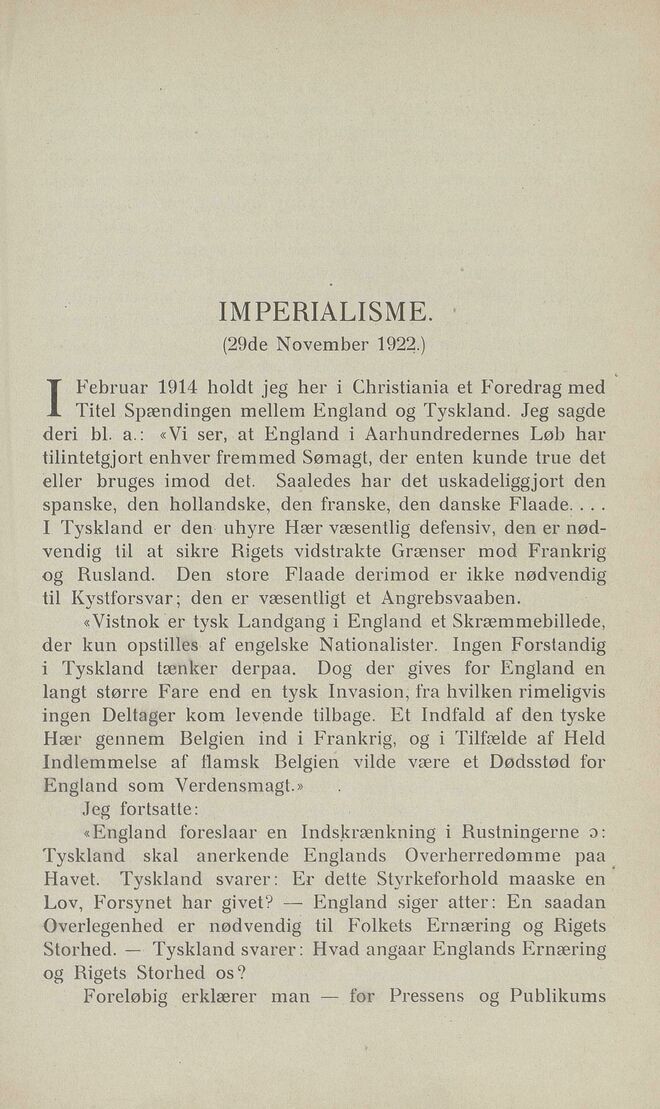 IMPERIALISME.
(29de November 1922.)
I Februar 1914 holdt jeg her i Christiania et Foredrag med
Titel Spændingen mellem England og Tyskland. Jeg sagde
deri bl. a.: «Vi ser, at England i Aarhundredernes Løb har
tilintetgjort enhver fremmed Sømagt, der enten kunde true det
eller bruges imod det. Saaledes har det uskadeliggjort den
spanske, den hollandske, den franske, den danske Flaade. . . .
I Tyskland er den uhyre Hær væsentlig defensiv, den er nød-
vendig til at sikre Rigets vidstrakte Grænser mod Frankrig
og Rusland. Den store Flaade derimod er ikke nødvendig
til Kystforsvar; den er væsentligt et Angrebsvaaben.
«Vistnok er tysk Landgang i England et Skræmmebillede,
der kun opstilles af engelske Nationalister. Ingen Forstandig
i Tyskland tænker derpaa. Dog der gives for England en
langt større Fare end en tysk Invasion, fra hvilken rimeligvis
ingen Deltager kom levende tilbage. Et Indfald af den tyske
Hær gennem Belgien ind i Frankrig, og i Tilfælde af Held
Indlemmelse af flamsk Belgien vilde være et Dødsstød for
England som Verdensmagt.»
Jeg fortsatte:
«England foreslaar en Indskrænkning i Rustningerne ɔ:
Tyskland skal anerkende Englands Overherredømme paa
Havet. Tyskland svarer: Er dette Styrkeforhold maaske en
Lov, Forsynet har givet? — England siger atter: En saadan
Overlegenhed er nødvendig til Folkets Ernæring og Rigets
Storhed. — Tyskland svarer: Hvad angaar Englands Ernæring
og Rigets Storhed os?
Foreløbig erklærer man — for Pressens og Publikums